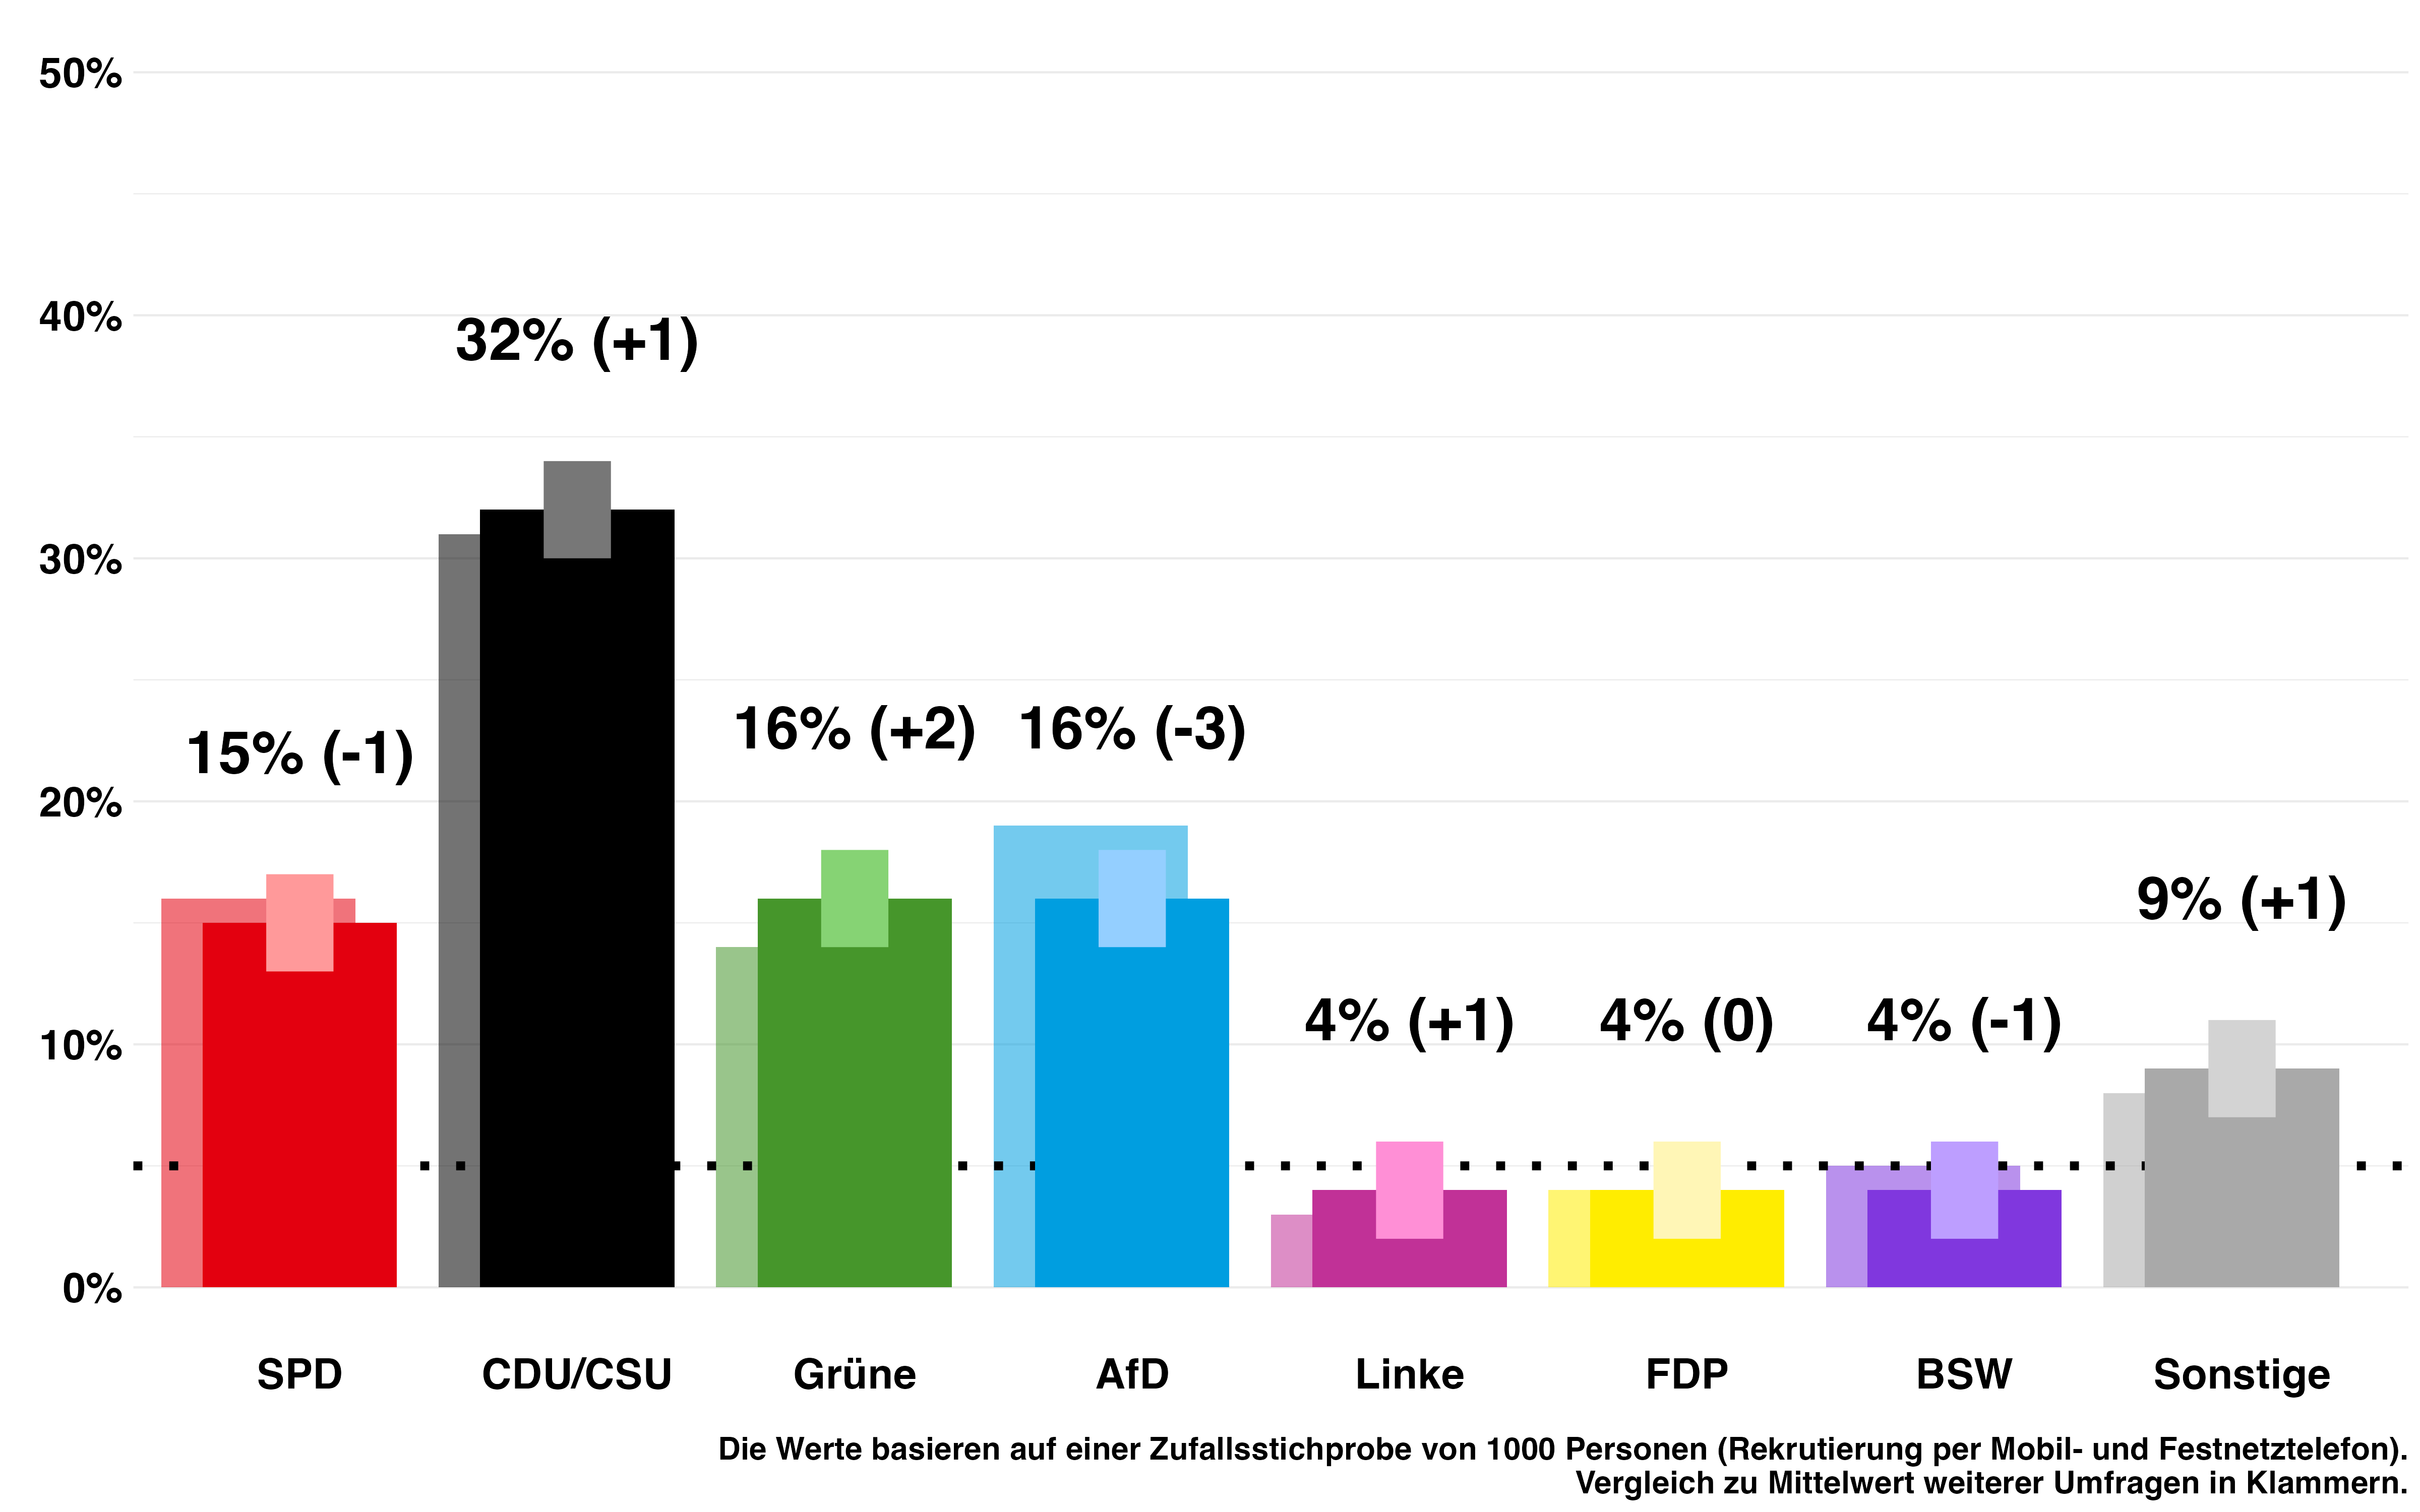 50%
40%
32% (+1)
30%
15% (-1)
16% (+2)
16% (-3)
20%
9% (+1)
4% (+1)
4% (0)
4% (-1)
10%
0%
SPD
CDU/CSU
Grüne
AfD
Linke
FDP
BSW
Sonstige
Die Werte basieren auf einer Zufallsstichprobe von 1000 Personen (Rekrutierung per Mobil- und Festnetztelefon).
Vergleich zu Mittelwert weiterer Umfragen in Klammern.